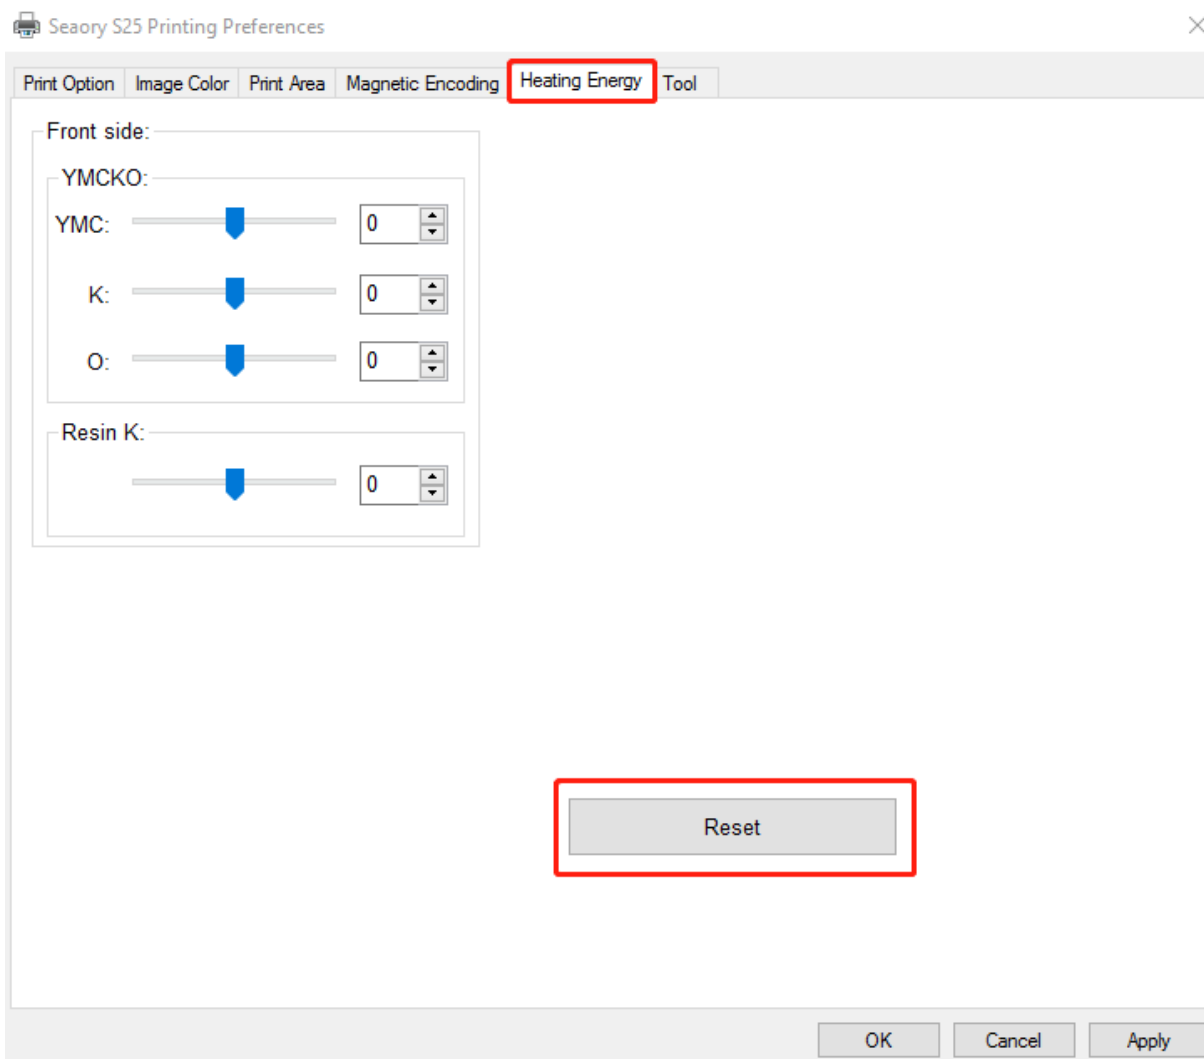 Seaory S25 Printing Preferences
Print Option Image Color Print Area Magnetic Encoding Heating Energy Tool
Front side:
YMCKO:
YMC: 0
K: 0
O: 0
Resin K:
0
Reset
OK Cancel Apply